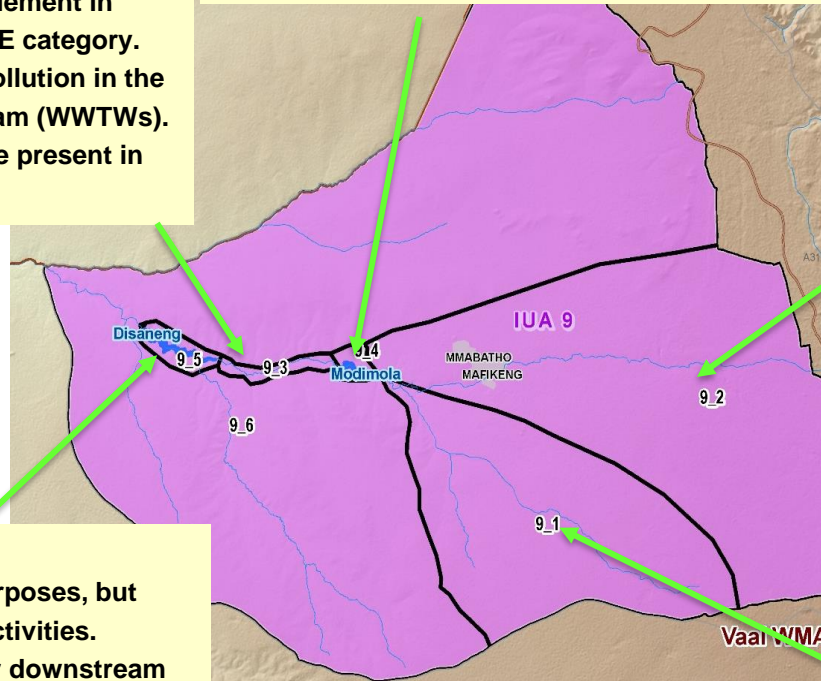 ement in
E category.
ollution in the
am (WWTWs).
e present in
A31
IUA 9
Disaneng
9_5
9_3
9_4
Modimola
MMABATHO
MAFIKENG
9_2
9_6
9_1
rposes, but
ctivities.
downstream
Vaal WMA